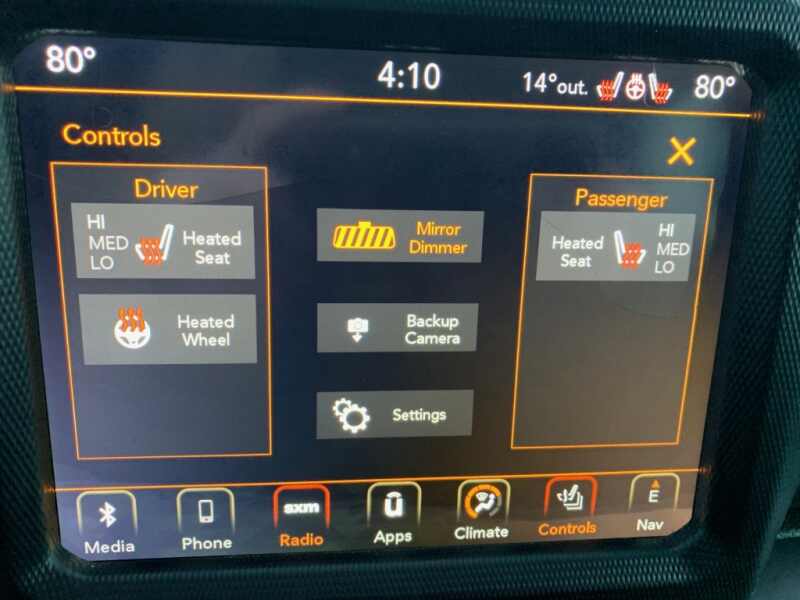 80° 4:10 14°out. 80°
Controls
Driver
Passenger
HI
MED
LO
Heated
Seat
Mirror
Dimmer
Heated
Seat
HI
MED
LO
Heated
Wheel
Backup
Camera
Settings
E
sxm
Media
Phone
Radio
Apps
Climate
Controls
Nav